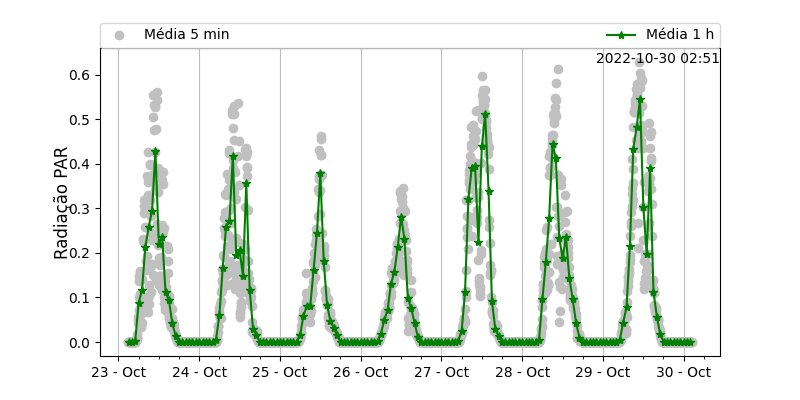 Média 5 min
Média 1 h
2022-10-30 02:51
Radiação PAR
0.6
0.5
0.4
0.3
0.2
0.1
0.0
23 - Oct
24 - Oct
25 - Oct
26 - Oct
27 - Oct
28 - Oct
29 - Oct
30 - Oct